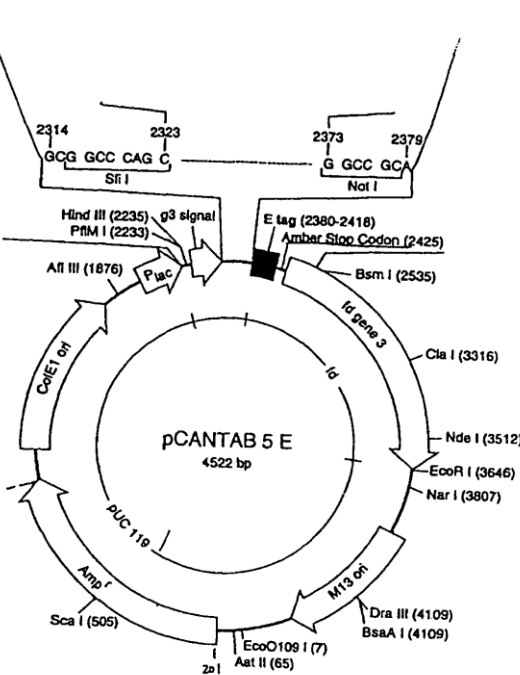 2314 2323 2373 2379
GCG GCC CAG C G GCC GCA
Sfi I Not I
Hind III (2235) g3 signal E tag (2380-2418)
PflM I (2233) Amber Stop Codon (2425)
Afl III (1876) Plac Bsm I (2535)
fd gene 3
ColE1 ori fd Cla I (3316)
pCANTAB 5 E
4522 bp
Nde I (3512)
EcoR I (3646)
Nar I (3807)
pUC 119
Amp r M13 ori
Sca I (505) Dra III (4109)
BsaA I (4109)
EcoO109 I (7)
Aat II (65)
201